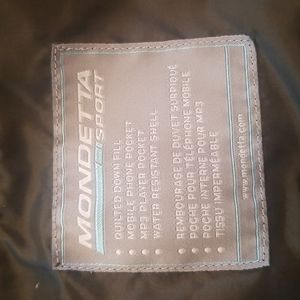 MONDETTA
SPORT
• QUILTED DOWN FILL
• MOBILE PHONE POCKET
• MP3 PLAYER POCKET
• WATER RESISTANT SHELL
• REMBOURAGE DE DUVET SURPIQUÉ
• POCHE POUR TÉLÉPHONE MOBILE
• POCHE INTERNE POUR MP3
• TISSU IMPERMÉABLE
www.mondetta.com